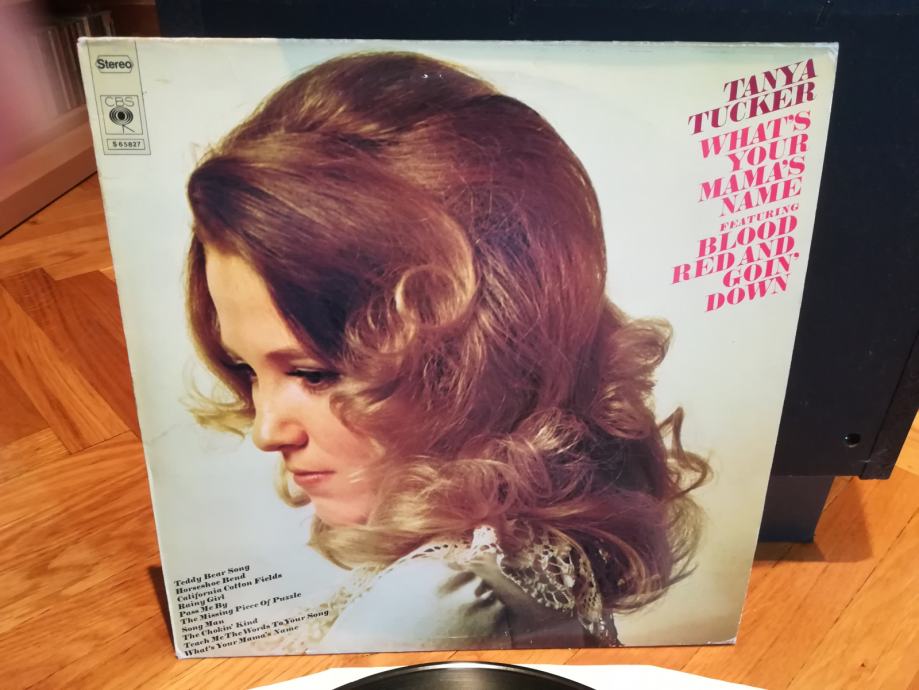 Stereo
CBS
S 65827
TANYA
TUCKER
WHAT'S
YOUR
MAMA'S
NAME
FEATURING
BLOOD
RED AND
GOIN'
DOWN
Teddy Bear Song
Horseshoe Bend
California Cotton Fields
Rainy Girl
Pass Me By
The Missing Piece Of Puzzle
Song Man
The Chokin' Kind
Teach Me The Words To Your Song
What's Your Mama's Name